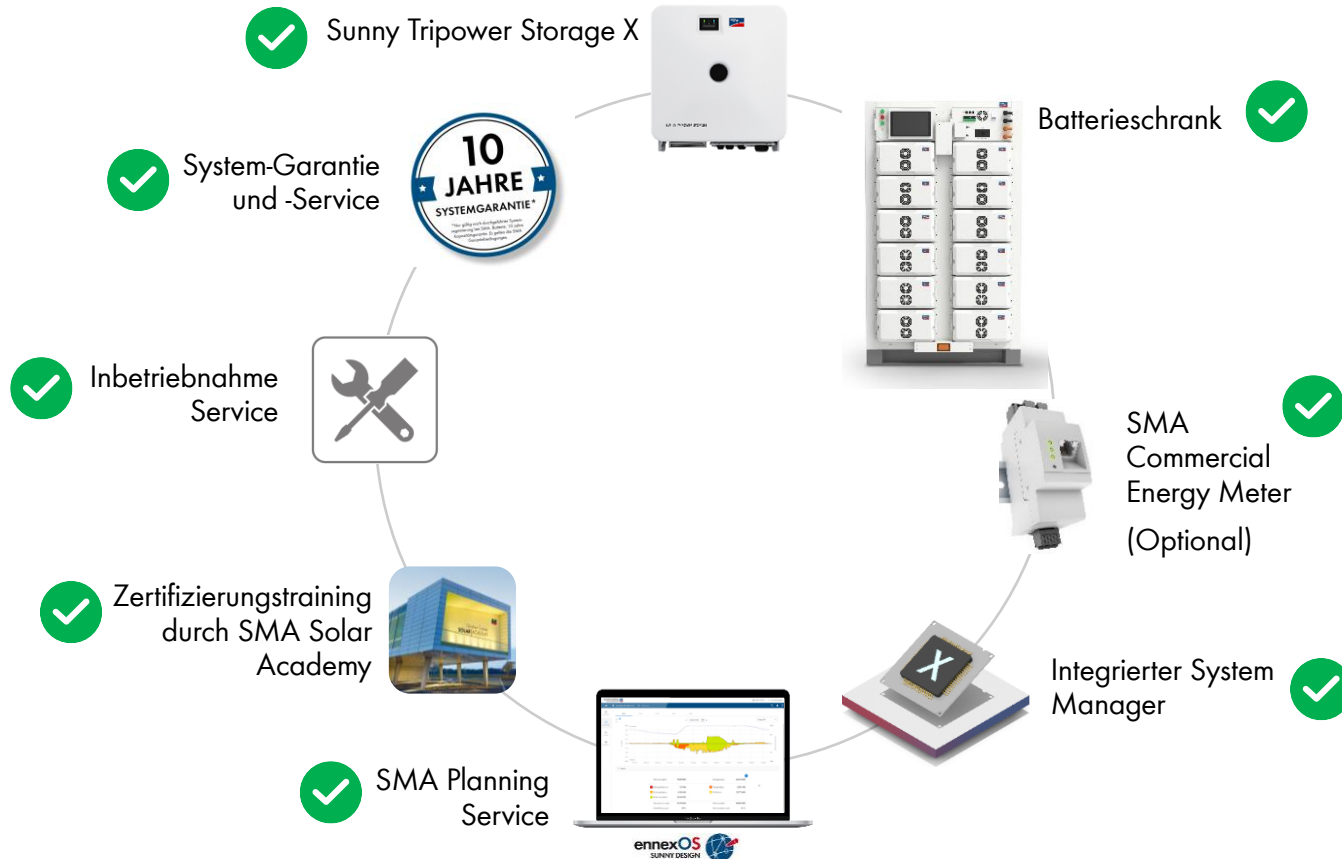 Sunny Tripower Storage X
Batterieschrank
SMA
Commercial
Energy Meter
(Optional)
Integrierter System
Manager
SMA Planning
Service
ennexOS
SUNNY DESIGN
Zertifizierungstraining
durch SMA Solar
Academy
Inbetriebnahme
Service
System-Garantie
und -Service
10
JAHRE
SYSTEMGARANTIE*
X